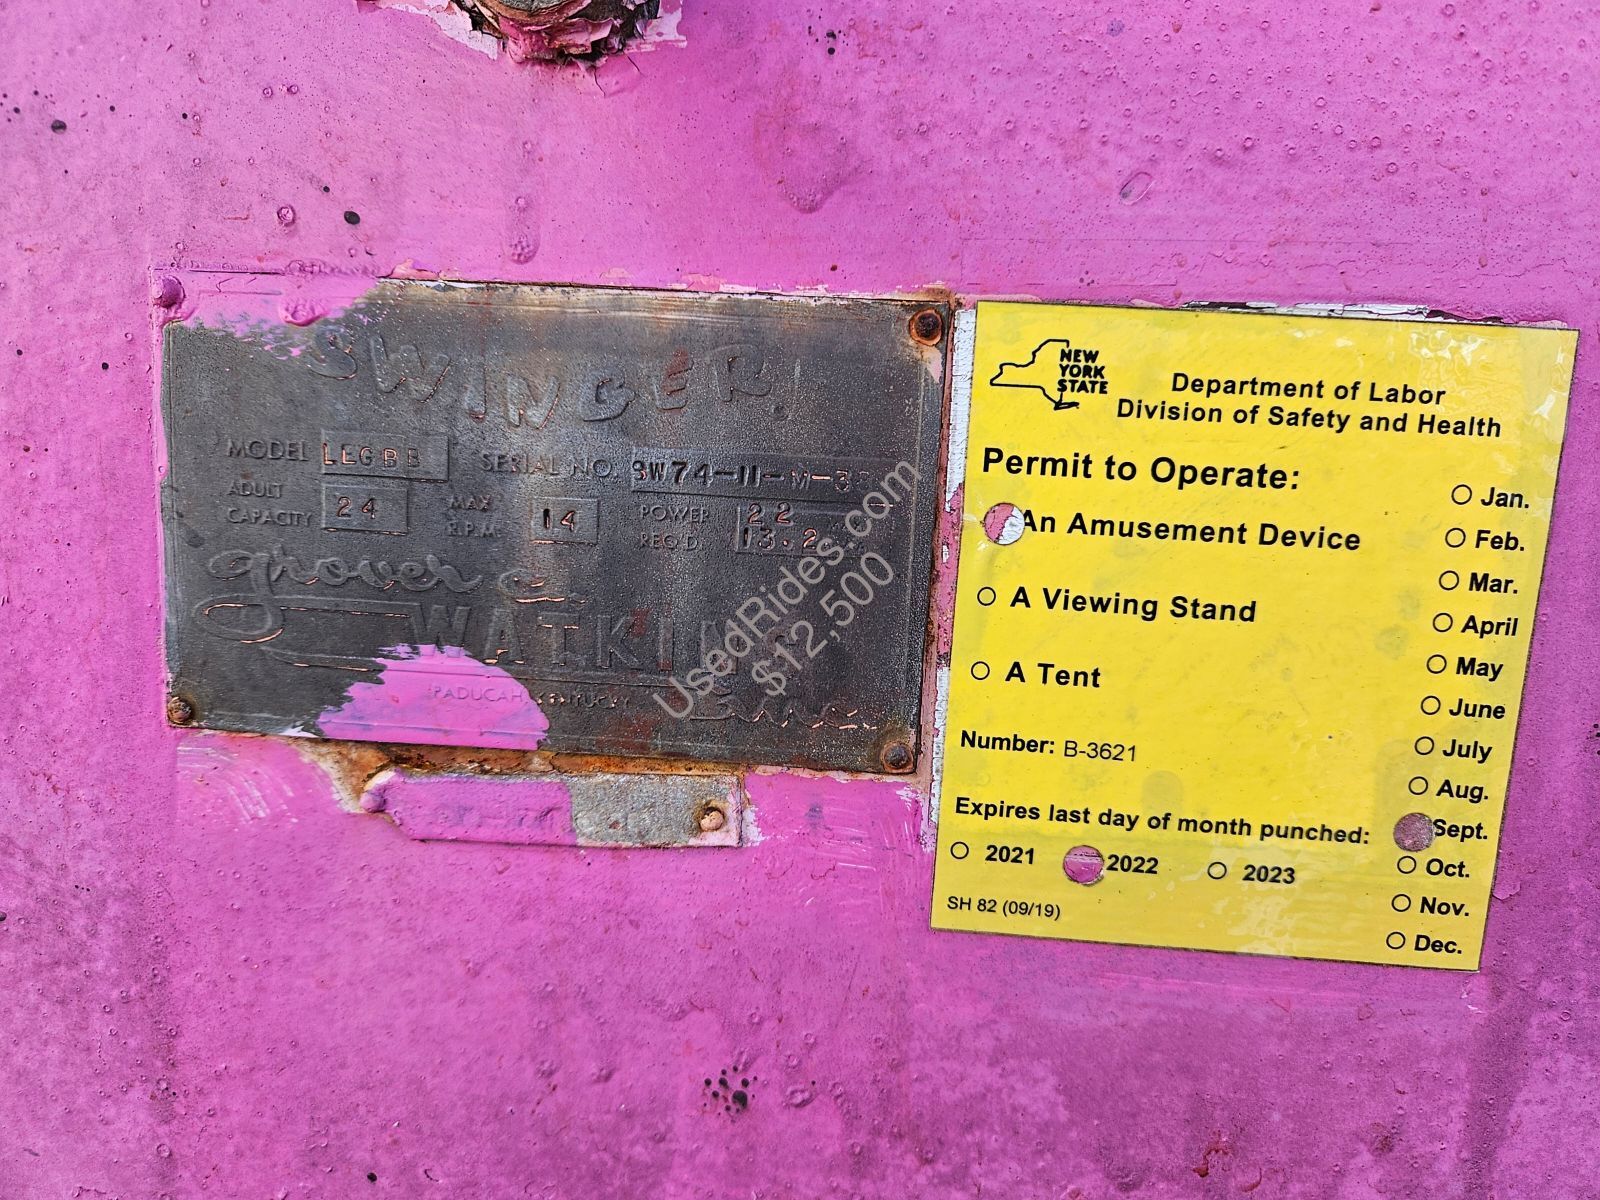 SWINGER
MODEL LEGBB SERIAL NO. SW74-11-M-
ADULT CAPACITY 24 MAX R.P.M. 14 POWER REQ'D. 22 13.2
grover c.
WATKINS
PADUCAH, KENTUCKY Inc.
UsedRides.com
$12,500
NEW
YORK
STATE
Department of Labor
Division of Safety and Health
Permit to Operate:
An Amusement Device
A Viewing Stand
A Tent
Number: B-3621
Expires last day of month punched:
2021 2022 2023
SH 82 (09/19)
Jan.
Feb.
Mar.
April
May
June
July
Aug.
Sept.
Oct.
Nov.
Dec.